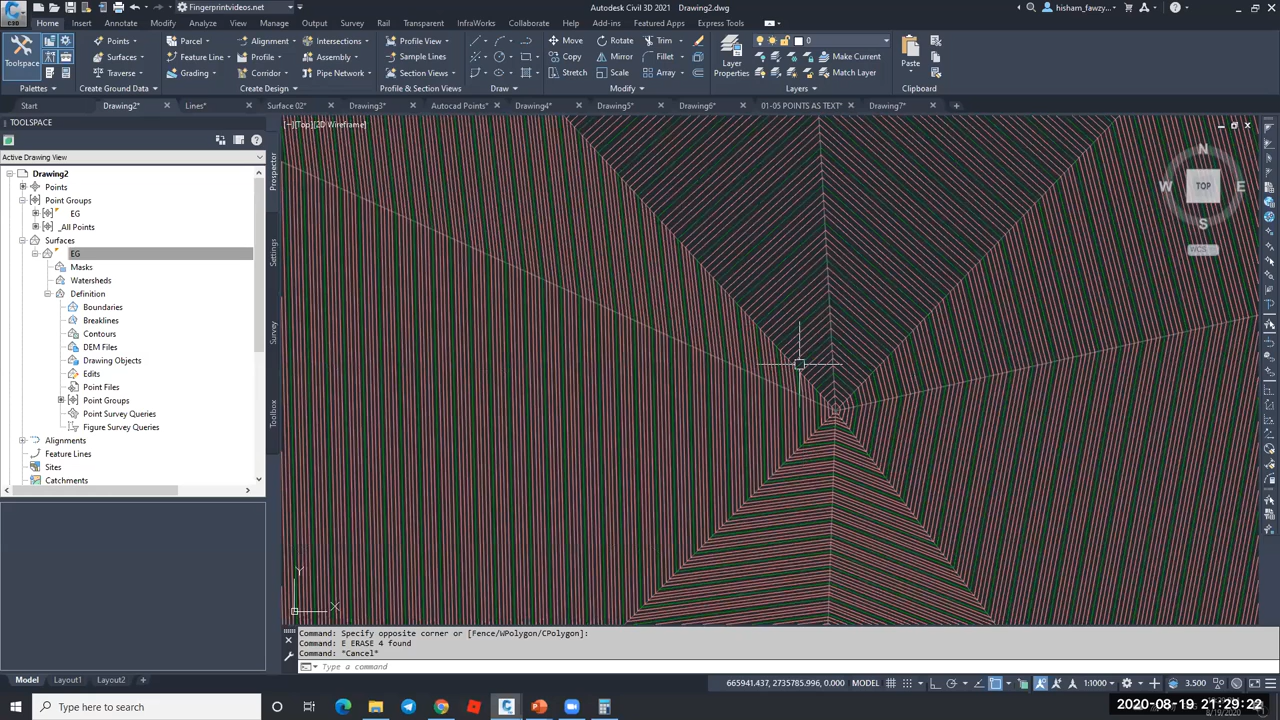 C3D
Fingerprintvideos.net
Autodesk Civil 3D 2021 Drawing2.dwg
hisham_fawzy...
Home Insert Annotate Modify Analyze View Manage Output Survey Rail Transparent InfraWorks Collaborate Help Add-ins Featured Apps Express Tools
Toolspace
Points
Surfaces
Traverse
Parcel
Feature Line
Grading
Alignment
Profile
Corridor
Intersections
Assembly
Pipe Network
Profile View
Sample Lines
Section Views
Move
Copy
Stretch
Rotate
Mirror
Scale
Trim
Fillet
Array
Layer
Properties
0
Make Current
Match Layer
Paste
Palettes Create Ground Data Create Design Profile & Section Views Draw Modify Layers Clipboard
Start Drawing2* Lines* Surface 02* Drawing3* Autocad Points* Drawing4* Drawing5* Drawing6* 01-05 POINTS AS TEXT* Drawing7*
TOOLSPACE
Active Drawing View
Drawing2
Points
Point Groups
EG
_All Points
Surfaces
EG
Masks
Watersheds
Definition
Boundaries
Breaklines
Contours
DEM Files
Drawing Objects
Edits
Point Files
Point Groups
Point Survey Queries
Figure Survey Queries
Alignments
Feature Lines
Sites
Catchments
Prospector
Settings
Survey
Toolbox
[−][Top][2D Wireframe]
N
W TOP E
S
WCS
Y
X
Command: Specify opposite corner or [Fence/WPolygon/CPolygon]:
Command: E ERASE 4 found
Command: *Cancel*
Type a command
Model Layout1 Layout2
665941.437, 2735785.996, 0.000 MODEL 1:1000 3.500
Type here to search
2020-08-19 21:29:22